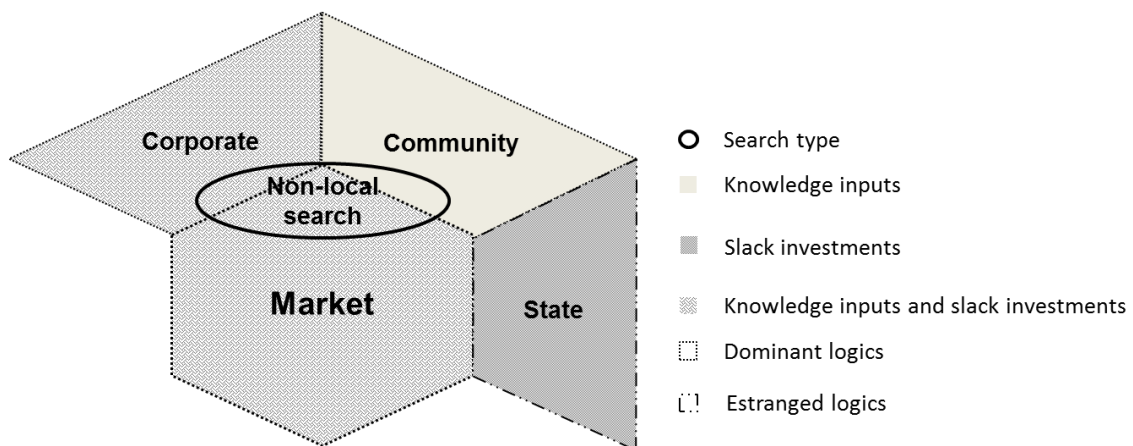 Corporate
Community
Non-local
search
Market
State
Search type
Knowledge inputs
Slack investments
Knowledge inputs and slack investments
Dominant logics
Estranged logics